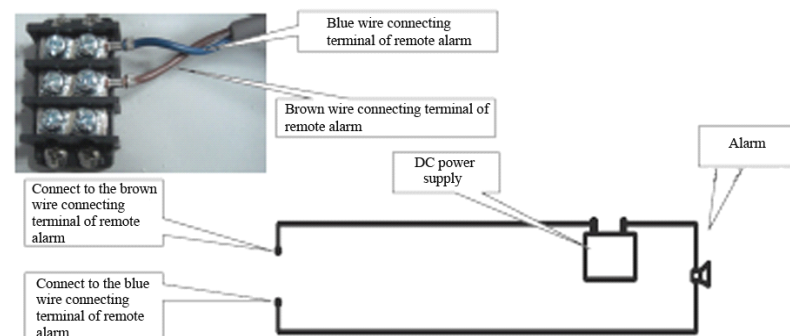 Blue wire connecting
terminal of remote alarm
Brown wire connecting terminal of
remote alarm
Alarm
DC power
supply
Connect to the brown
wire connecting
terminal of remote
alarm
Connect to the blue
wire connecting
terminal of remote
alarm